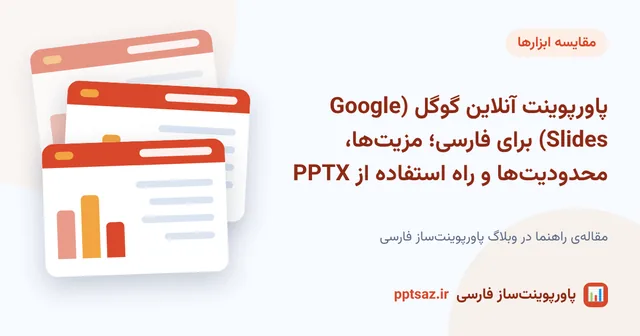 مقایسه ابزارها
پاورپوینت آنلاین گوگل (Google
Slides) برای فارسی؛ مزیت‌ها،
محدودیت‌ها و راه استفاده از PPTX
مقاله‌ی راهنما در وبلاگ پاورپوینت‌ساز فارسی
پاورپوینت‌ساز فارسی pptsaz.ir